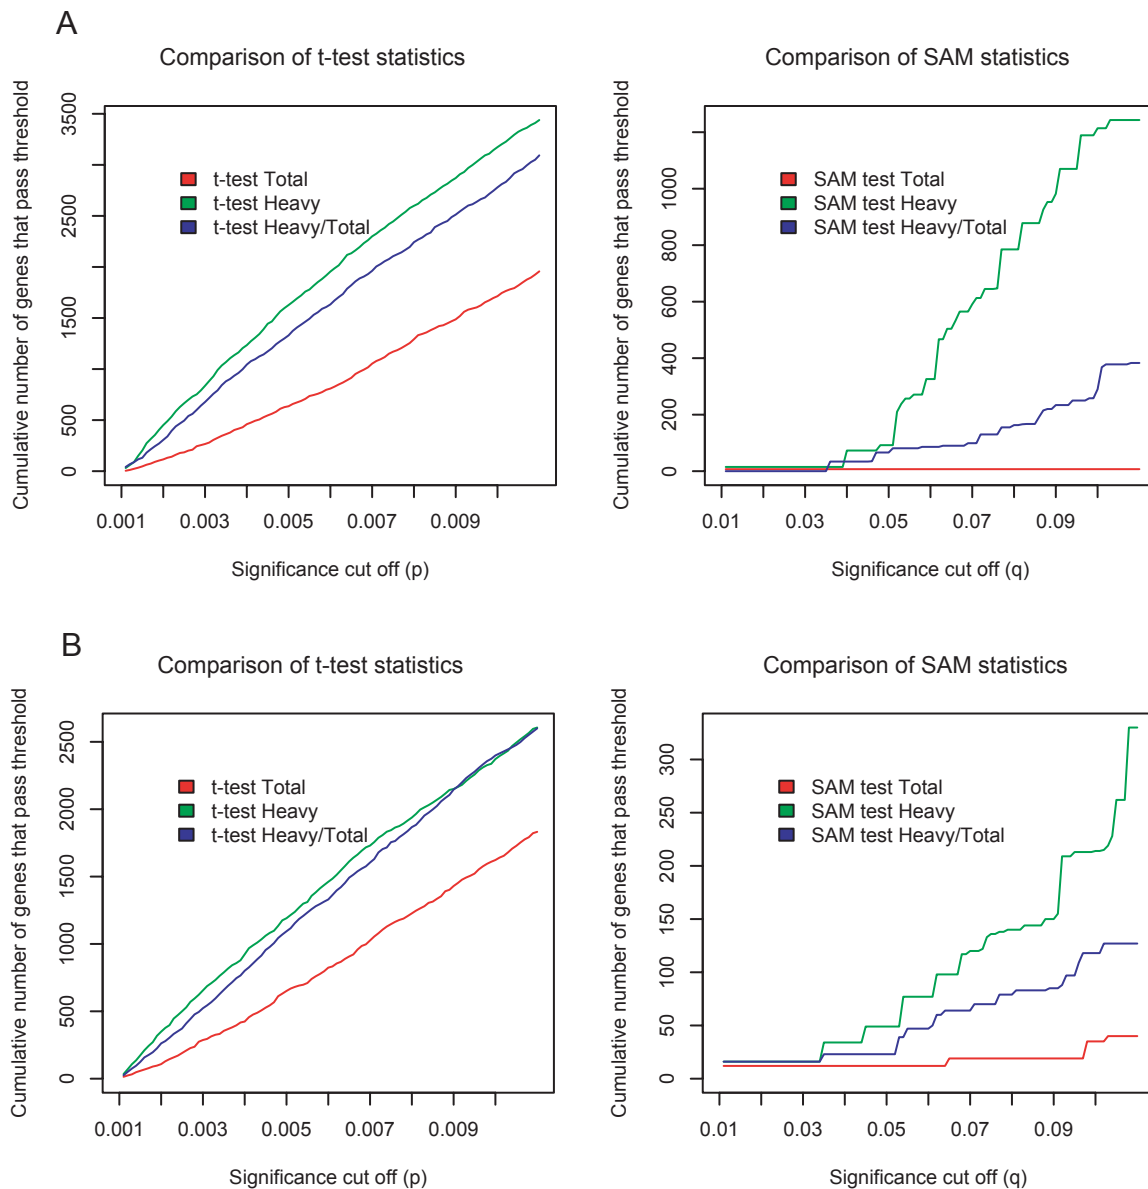 A
Comparison of t-test statistics
Cumulative number of genes that pass threshold
3500
2500
1500
500
0
t-test Total
t-test Heavy
t-test Heavy/Total
0.001 0.003 0.005 0.007 0.009
Significance cut off (p)
Comparison of SAM statistics
Cumulative number of genes that pass threshold
1000
800
600
400
200
0
SAM test Total
SAM test Heavy
SAM test Heavy/Total
0.01 0.03 0.05 0.07 0.09
Significance cut off (q)
B
Comparison of t-test statistics
Cumulative number of genes that pass threshold
2500
2000
1500
1000
500
0
t-test Total
t-test Heavy
t-test Heavy/Total
0.001 0.003 0.005 0.007 0.009
Significance cut off (p)
Comparison of SAM statistics
Cumulative number of genes that pass threshold
300
250
200
150
100
50
0
SAM test Total
SAM test Heavy
SAM test Heavy/Total
0.01 0.03 0.05 0.07 0.09
Significance cut off (q)